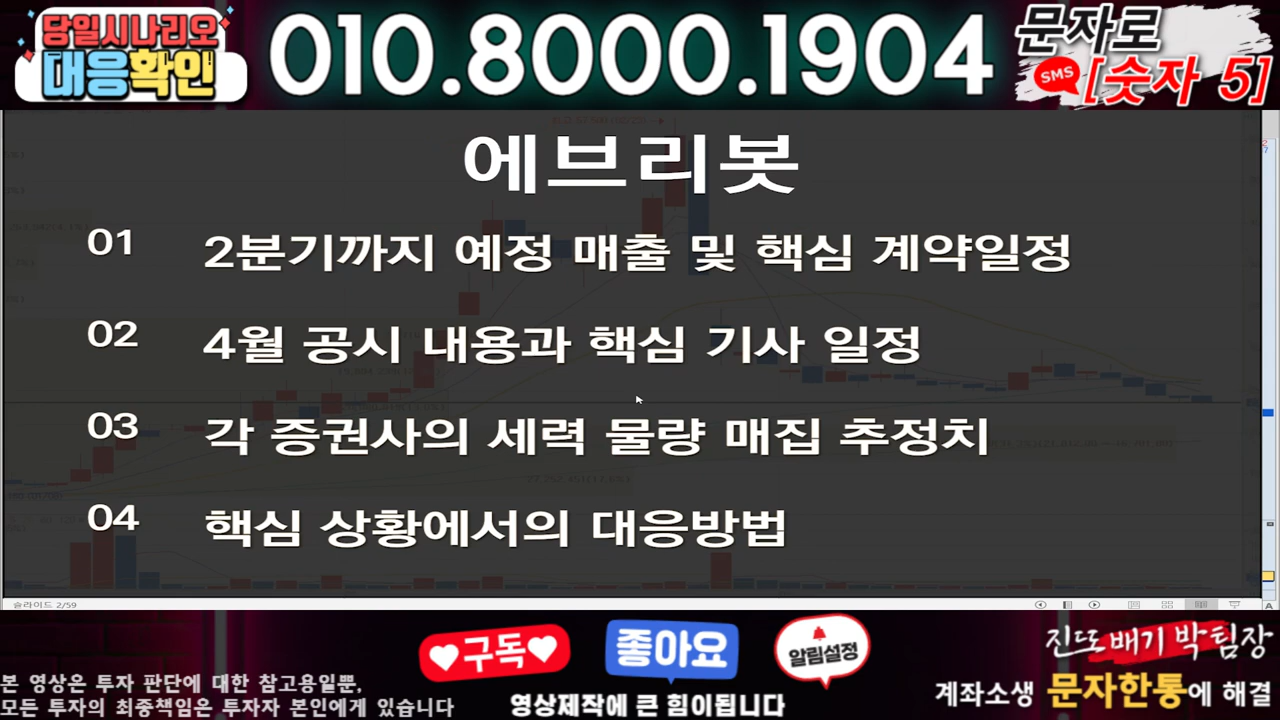 당일시나리오
대응확인
010.8000.1904
문자로
SMS [숫자 5]
에브리봇
01 2분기까지 예정 매출 및 핵심 계약일정
02 4월 공시 내용과 핵심 기사 일정
03 각 증권사의 세력 물량 매집 추정치
04 핵심 상황에서의 대응방법
슬라이드 2/59
구독
좋아요
알림설정
진또배기 박팀장
본 영상은 투자 판단에 대한 참고용일뿐,
모든 투자의 최종책임은 투자자 본인에게 있습니다
영상제작에 큰 힘이됩니다
계좌소생 문자한통에 해결